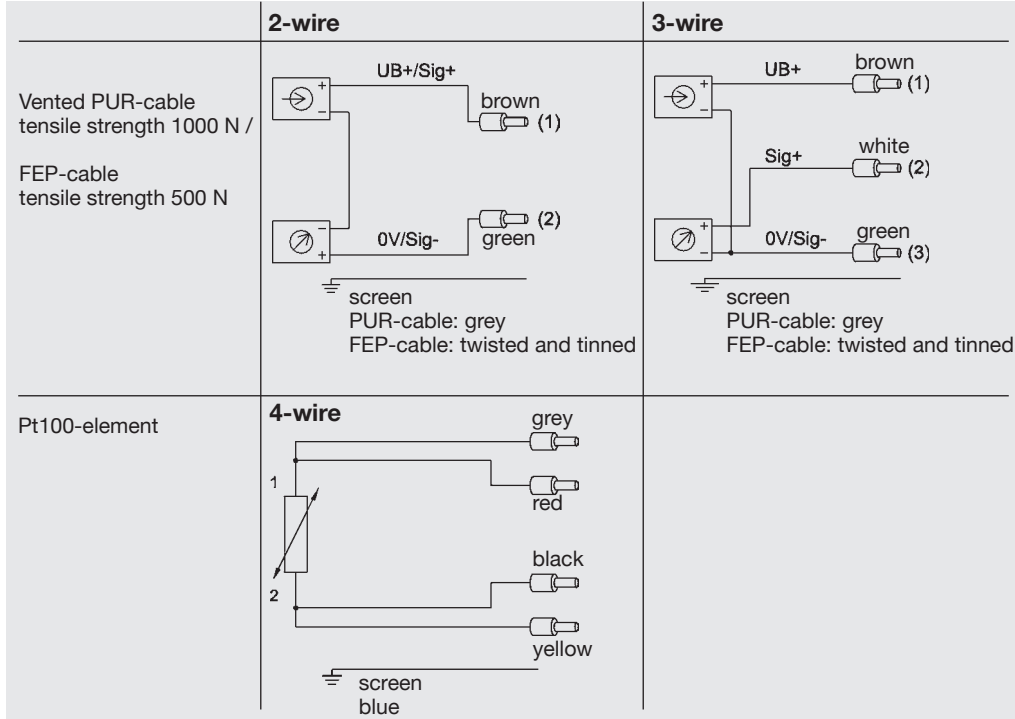 2-wire
3-wire
Vented PUR-cable
tensile strength 1000 N /
FEP-cable
tensile strength 500 N
UB+/Sig+
+
−
brown
(1)
(2)
green
−
+
0V/Sig-
screen
PUR-cable: grey
FEP-cable: twisted and tinned
UB+
brown
+
(1)
−
white
Sig+
(2)
+
green
0V/Sig-
−
(3)
screen
PUR-cable: grey
FEP-cable: twisted and tinned
Pt100-element
4-wire
grey
1
red
black
2
yellow
screen
blue